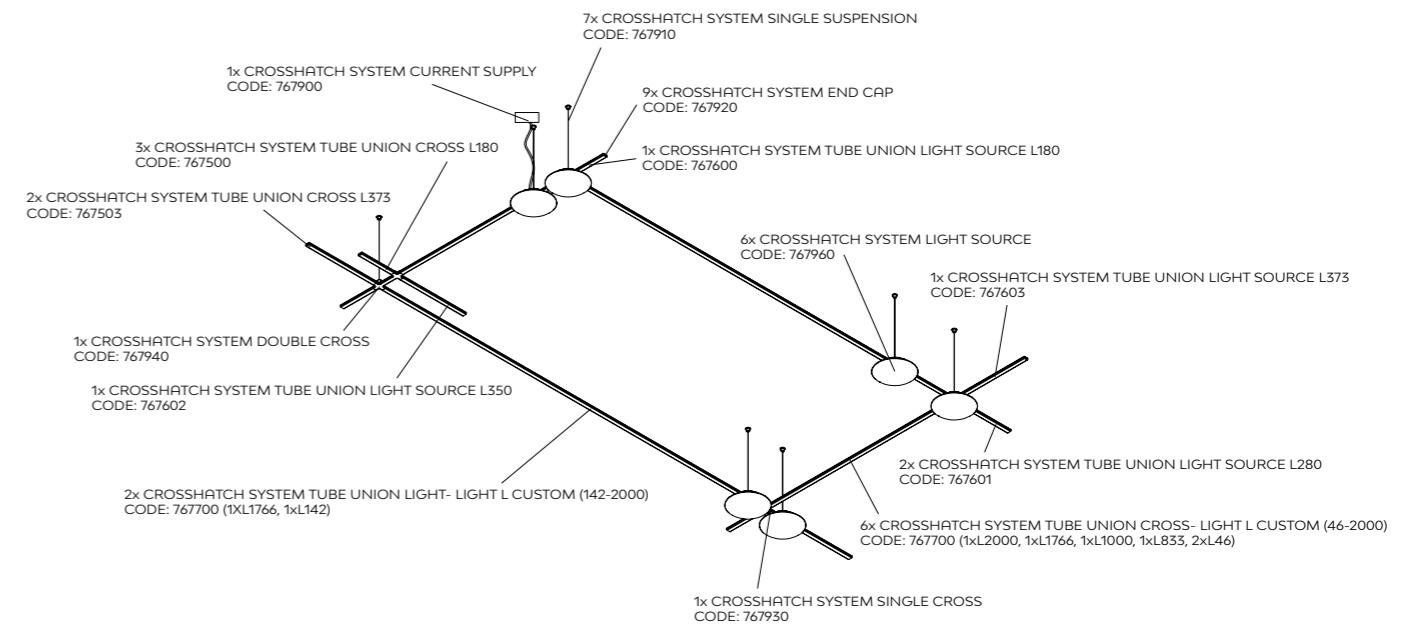 7x CROSSHATCH SYSTEM SINGLE SUSPENSION
CODE: 767910
1x CROSSHATCH SYSTEM CURRENT SUPPLY
CODE: 767900
9x CROSSHATCH SYSTEM END CAP
CODE: 767920
3x CROSSHATCH SYSTEM TUBE UNION CROSS L180
CODE: 767500
1x CROSSHATCH SYSTEM TUBE UNION LIGHT SOURCE L180
CODE: 767600
2x CROSSHATCH SYSTEM TUBE UNION CROSS L373
CODE: 767503
6x CROSSHATCH SYSTEM LIGHT SOURCE
CODE: 767960
1x CROSSHATCH SYSTEM TUBE UNION LIGHT SOURCE L373
CODE: 767603
1x CROSSHATCH SYSTEM DOUBLE CROSS
CODE: 767940
1x CROSSHATCH SYSTEM TUBE UNION LIGHT SOURCE L350
CODE: 767602
2x CROSSHATCH SYSTEM TUBE UNION LIGHT SOURCE L280
CODE: 767601
2x CROSSHATCH SYSTEM TUBE UNION LIGHT- LIGHT L CUSTOM (142-2000)
CODE: 767700 (1XL1766, 1xL142)
6x CROSSHATCH SYSTEM TUBE UNION CROSS- LIGHT L CUSTOM (46-2000)
CODE: 767700 (1xL2000, 1xL1766, 1xL1000, 1xL833, 2xL46)
1x CROSSHATCH SYSTEM SINGLE CROSS
CODE: 767930